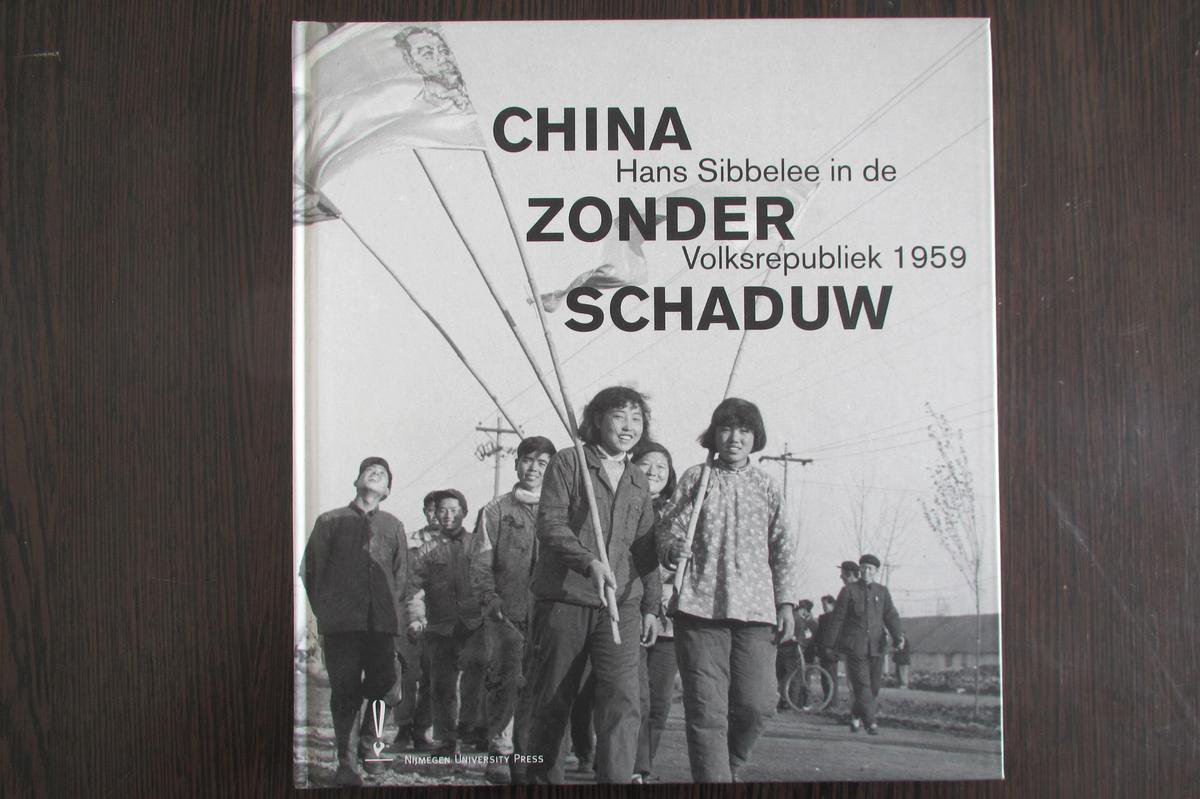 CHINA
Hans Sibbelee in de
ZONDER
Volksrepubliek 1959
SCHADUW
Nijmegen University Press